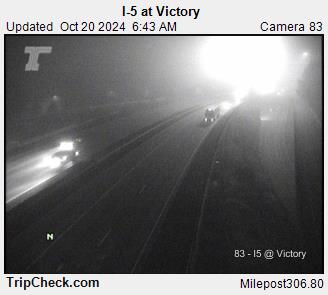 I-5 at Victory
Updated Oct 20 2024 6:43 AM Camera 83
T
N
83 - I5 @ Victory
TripCheck.com Milepost306.80